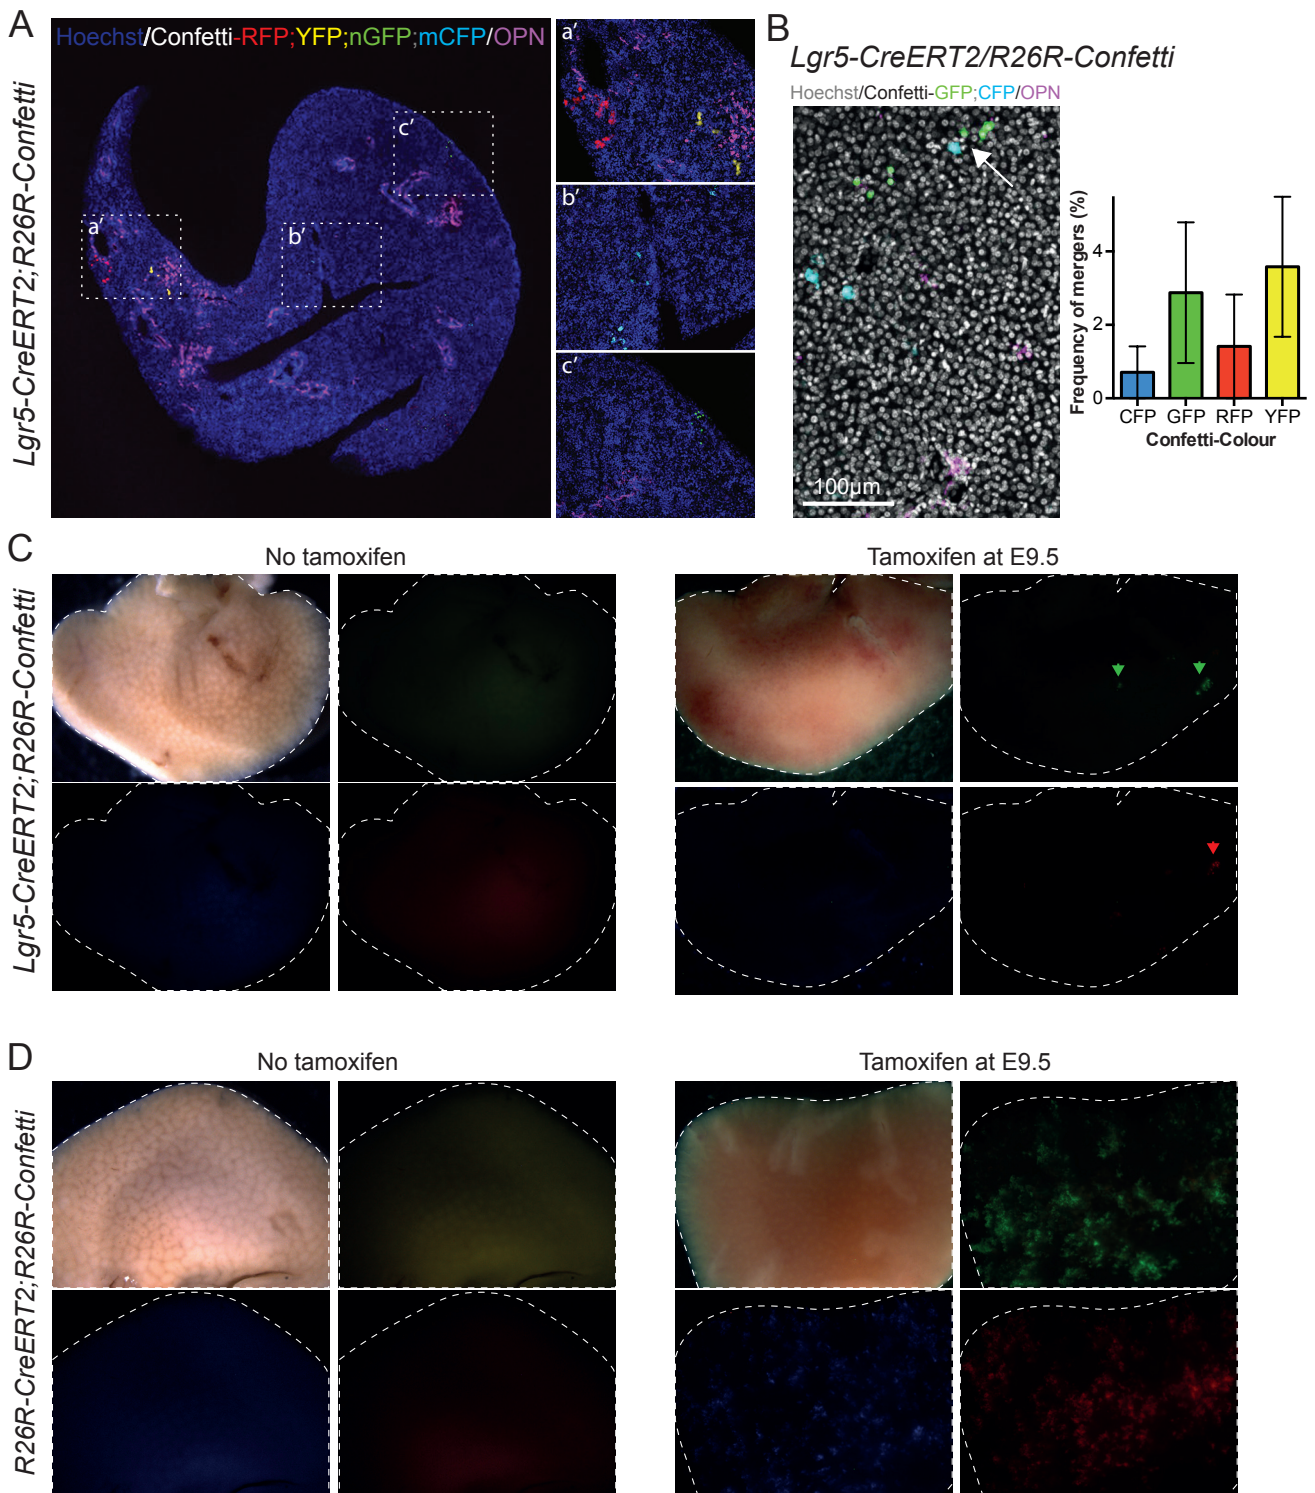 A
Hoechst/Confetti-RFP;YFP;nGFP;mCFP/OPN
Lgr5-CreERT2;R26R-Confetti
a'
b'
c'
a'
b'
c'
B
Lgr5-CreERT2/R26R-Confetti
Hoechst/Confetti-GFP;CFP/OPN
100µm
Frequency of mergers (%)
4
2
0
CFP GFP RFP YFP
Confetti-Colour
C
No tamoxifen
Tamoxifen at E9.5
Lgr5-CreERT2;R26R-Confetti
D
No tamoxifen
Tamoxifen at E9.5
R26R-CreERT2;R26R-Confetti